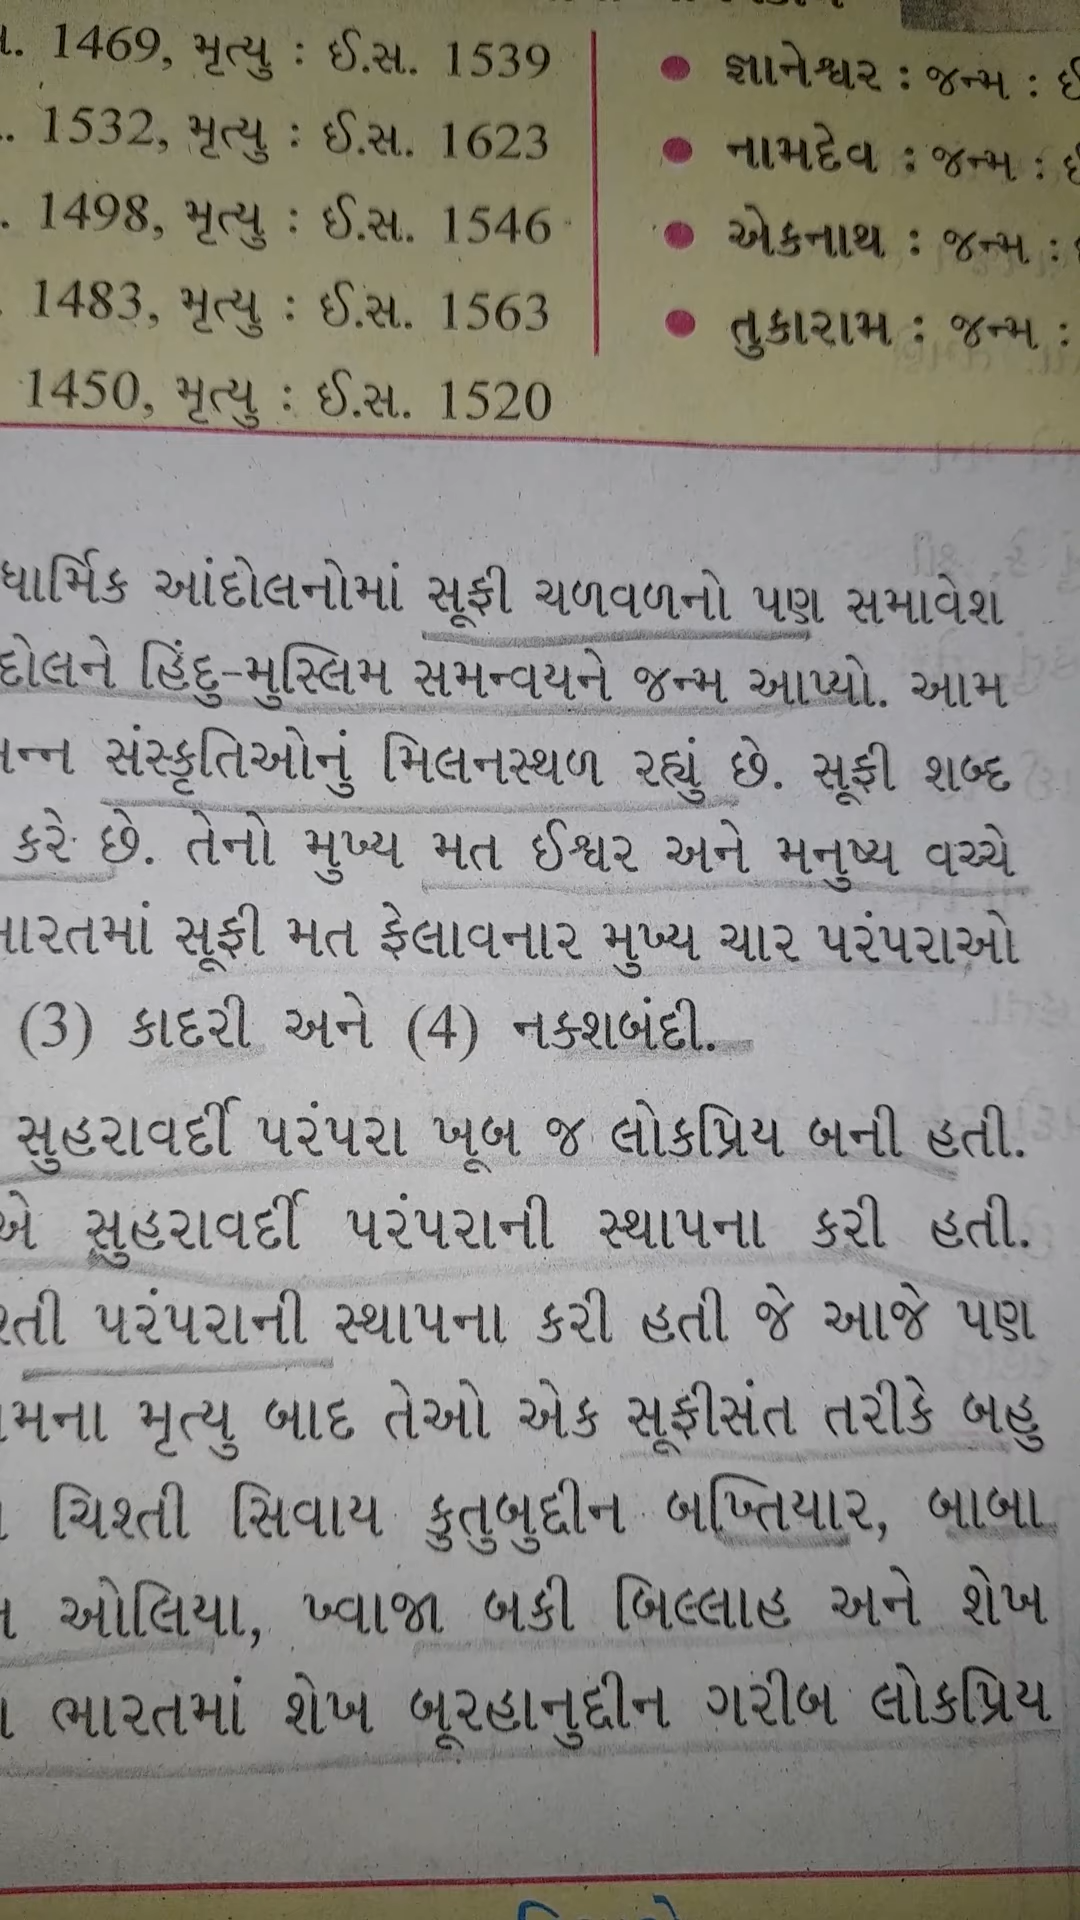 1469, મૃત્યુ : ઈ.સ. 1539
1532, મૃત્યુ : ઈ.સ. 1623
1498, મૃત્યુ : ઈ.સ. 1546
1483, મૃત્યુ : ઈ.સ. 1563
1450, મૃત્યુ : ઈ.સ. 1520
• જ્ઞાનેશ્વર : જન્મ :
• નામદેવ : જન્મ :
• એકનાથ : જન્મ :
• તુકારામ : જન્મ :
ધાર્મિક આંદોલનોમાં સૂફી ચળવળનો પણ સમાવેશ
દોલને હિંદુ-મુસ્લિમ સમન્વયને જન્મ આપ્યો. આમ
સંસ્કૃતિઓનું મિલનસ્થળ રહ્યું છે. સૂફી શબ્દ
કરે છે. તેનો મુખ્ય મત ઈશ્વર અને મનુષ્ય વચ્ચે
ારતમાં સૂફી મત ફેલાવનાર મુખ્ય ચાર પરંપરાઓ
(3) કાદરી અને (4) નક્શબંદી.
સુહરાવર્દી પરંપરા ખૂબ જ લોકપ્રિય બની હતી.
એ સુહરાવર્દી પરંપરાની સ્થાપના કરી હતી.
શ્તી પરંપરાની સ્થાપના કરી હતી જે આજે પણ
મના મૃત્યુ બાદ તેઓ એક સૂફીસંત તરીકે બહુ
ચિશ્તી સિવાય કુતુબુદ્દીન બખ્તિયાર, બાબા
ઓલિયા, ખ્વાજા બકી બિલ્લાહ અને શેખ
ભારતમાં શેખ બૂરહાનુદ્દીન ગરીબ લોકપ્રિય